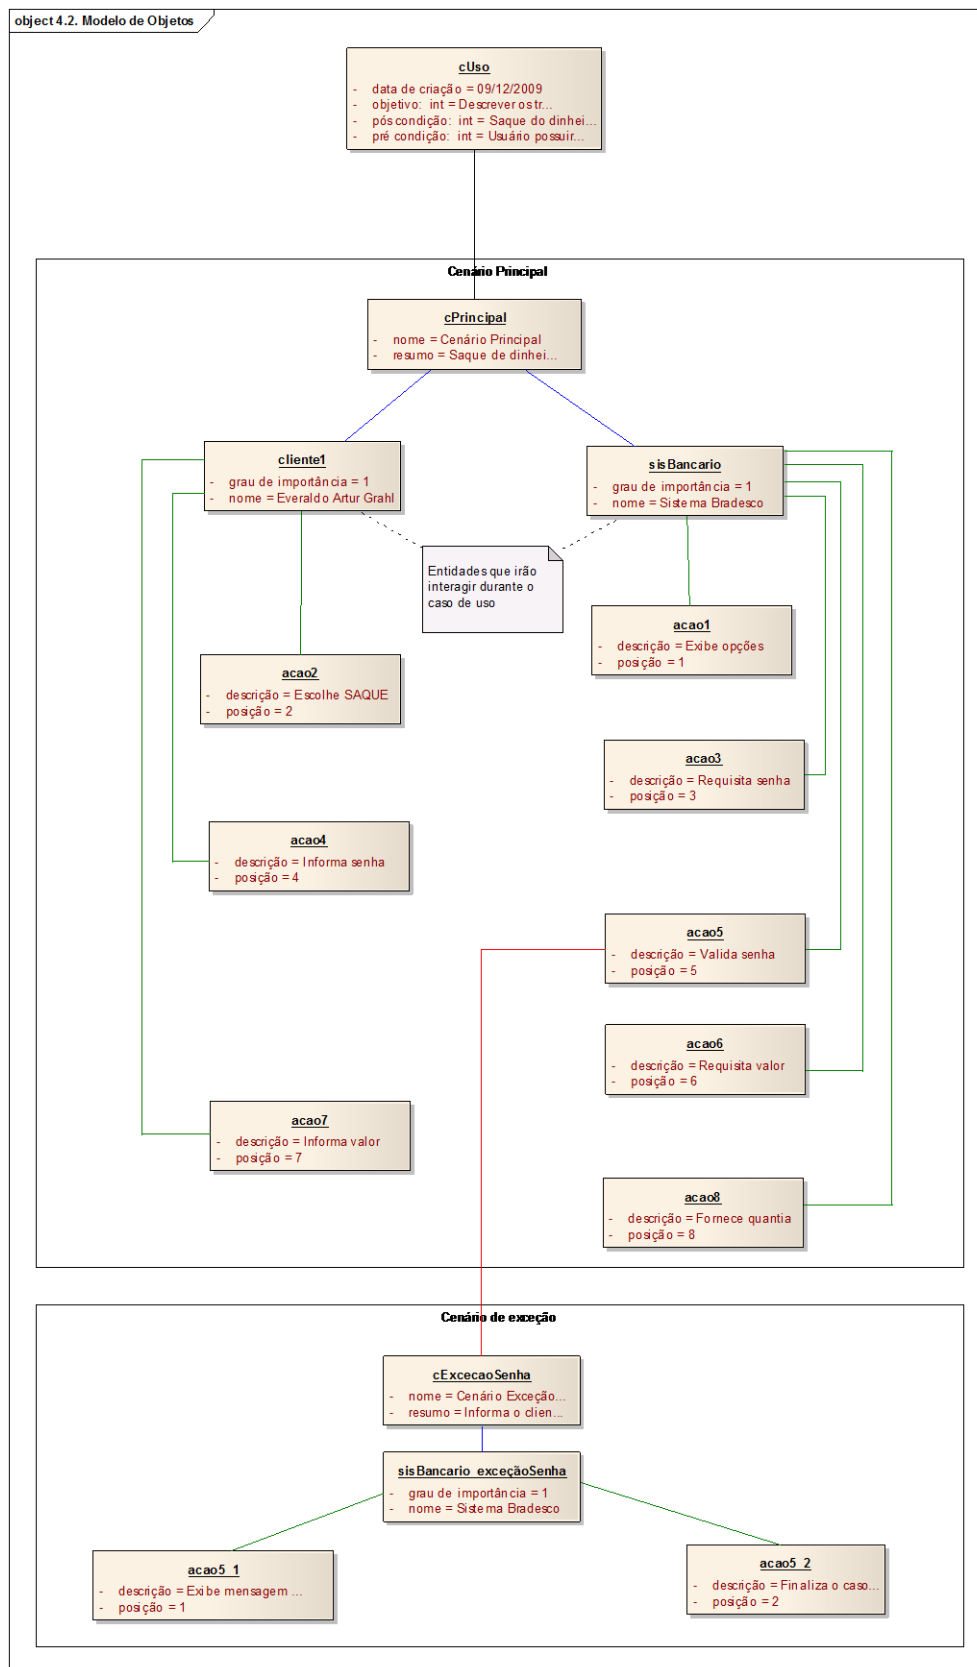 object 4.2. Modelo de Objetos
cUso
- data de criação = 09/12/2009
- objetivo: int = Descrever os tr...
- pós condição: int = Saque do dinhei...
- pré condição: int = Usuário possuir...
Cenário Principal
cPrincipal
- nome = Cenário Principal
- resumo = Saque de dinhei...
cliente1
- grau de importância = 1
- nome = Everaldo Artur Grahl
sisBancario
- grau de importância = 1
- nome = Sistema Bradesco
Entidades que irão
interagir durante o
caso de uso
acao1
- descrição = Exibe opções
- posição = 1
acao2
- descrição = Escolhe SAQUE
- posição = 2
acao3
- descrição = Requisita senha
- posição = 3
acao4
- descrição = Informa senha
- posição = 4
acao5
- descrição = Valida senha
- posição = 5
acao6
- descrição = Requisita valor
- posição = 6
acao7
- descrição = Informa valor
- posição = 7
acao8
- descrição = Fornece quantia
- posição = 8
Cenário de exceção
cExcecaoSenha
- nome = Cenário Exceção...
- resumo = Informa o clien...
sisBancario_exceçãoSenha
- grau de importância = 1
- nome = Sistema Bradesco
acao5_1
- descrição = Exibe mensagem ...
- posição = 1
acao5_2
- descrição = Finaliza o caso...
- posição = 2